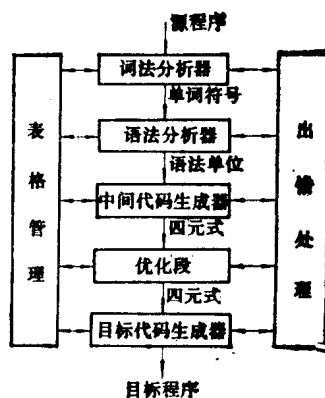 源程序
词法分析器
单词符号
语法分析器
语法单位
中间代码生成器
四元式
优化段
四元式
目标代码生成器
目标程序
表格管理
出错处理